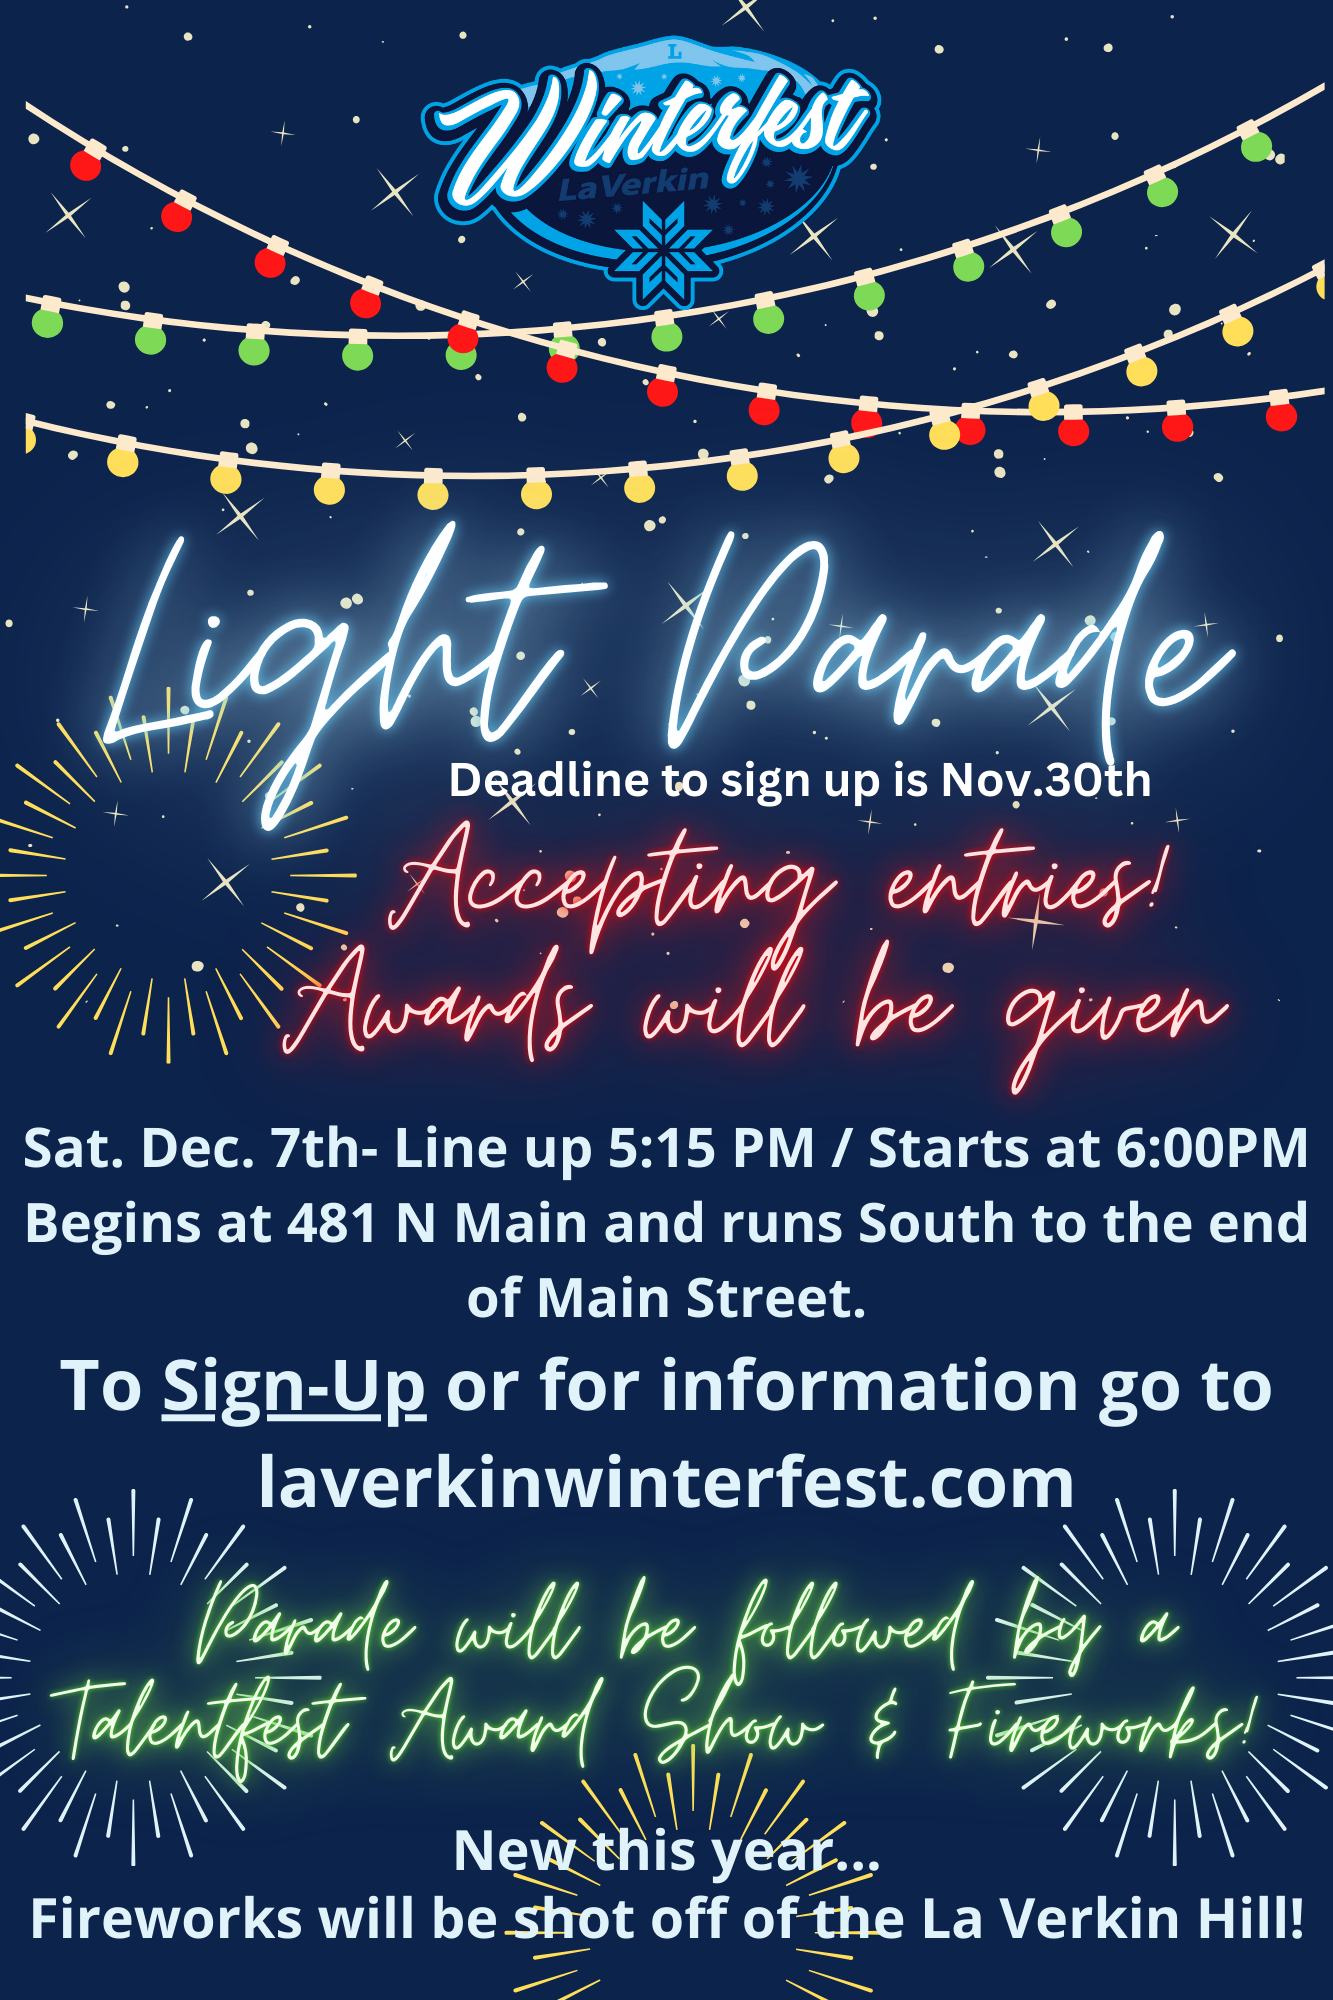 L
Winterfest
LaVerkin
Light Parade
Deadline to sign up is Nov.30th
Accepting entries!
Awards will be given
Sat. Dec. 7th- Line up 5:15 PM / Starts at 6:00PM
Begins at 481 N Main and runs South to the end
of Main Street.
To Sign-Up or for information go to
laverkinwinterfest.com
Parade will be followed by a
Talentfest Award Show & Fireworks!
New this year...
Fireworks will be shot off of the La Verkin Hill!